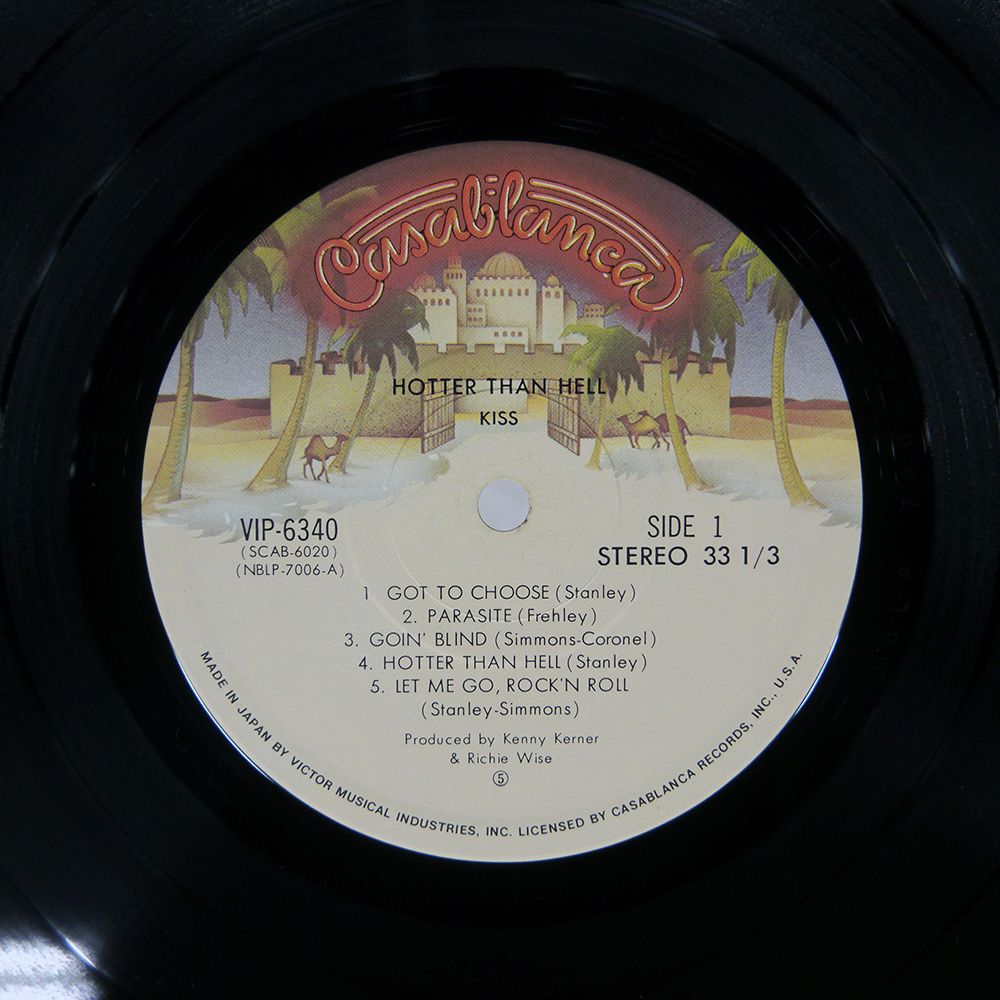 Casablanca
HOTTER THAN HELL
KISS
VIP-6340
(SCAB-6020)
(NBLP-7006-A)
SIDE 1
STEREO 33 1/3
1 GOT TO CHOOSE (Stanley)
2. PARASITE (Frehley)
3. GOIN' BLIND (Simmons-Coronel)
4. HOTTER THAN HELL (Stanley)
5. LET ME GO, ROCK'N ROLL
(Stanley-Simmons)
Produced by Kenny Kerner
& Richie Wise
⑤
MADE IN JAPAN BY VICTOR MUSICAL INDUSTRIES, INC. LICENSED BY CASABLANCA RECORDS, INC., U.S.A.